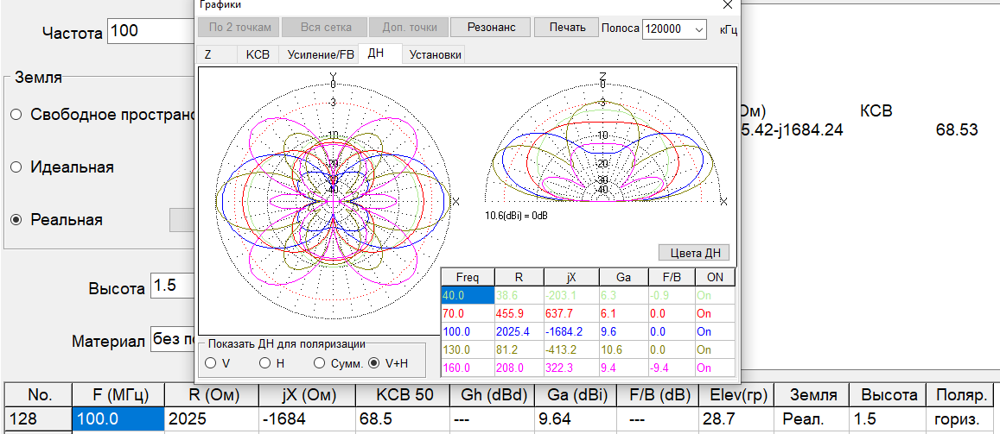 Графики
Частота 100
По 2 точкам Вся сетка Доп. точки Резонанс Печать Полоса 120000 кГц
Z КСВ Усиление/FB ДН Установки
Земля
Свободное простран
Идеальная
Реальная
Высота 1.5
Материал без п
Y
0
-3
-10
-20
-30
-40
X
Z
0
-3
-10
-20
-30
-40
X
10.6(dBi) = 0dB
Ом) КСВ
5.42-j1684.24 68.53
Цвета ДН
Freq R jX Ga F/B ON
40.0 38.6 -203.1 6.3 -0.9 On
70.0 455.9 637.7 6.1 0.0 On
100.0 2025.4 -1684.2 9.6 0.0 On
130.0 81.2 -413.2 10.6 0.0 On
160.0 208.0 322.3 9.4 -9.4 On
Показать ДН для поляризации
V H Сумм. V+H
No. F (МГц) R (Ом) jX (Ом) КСВ 50 Gh (dBd) Ga (dBi) F/B (dB) Elev(гр) Земля Высота Поляр.
128 100.0 2025 -1684 68.5 --- 9.64 --- 28.7 Реал. 1.5 гориз.